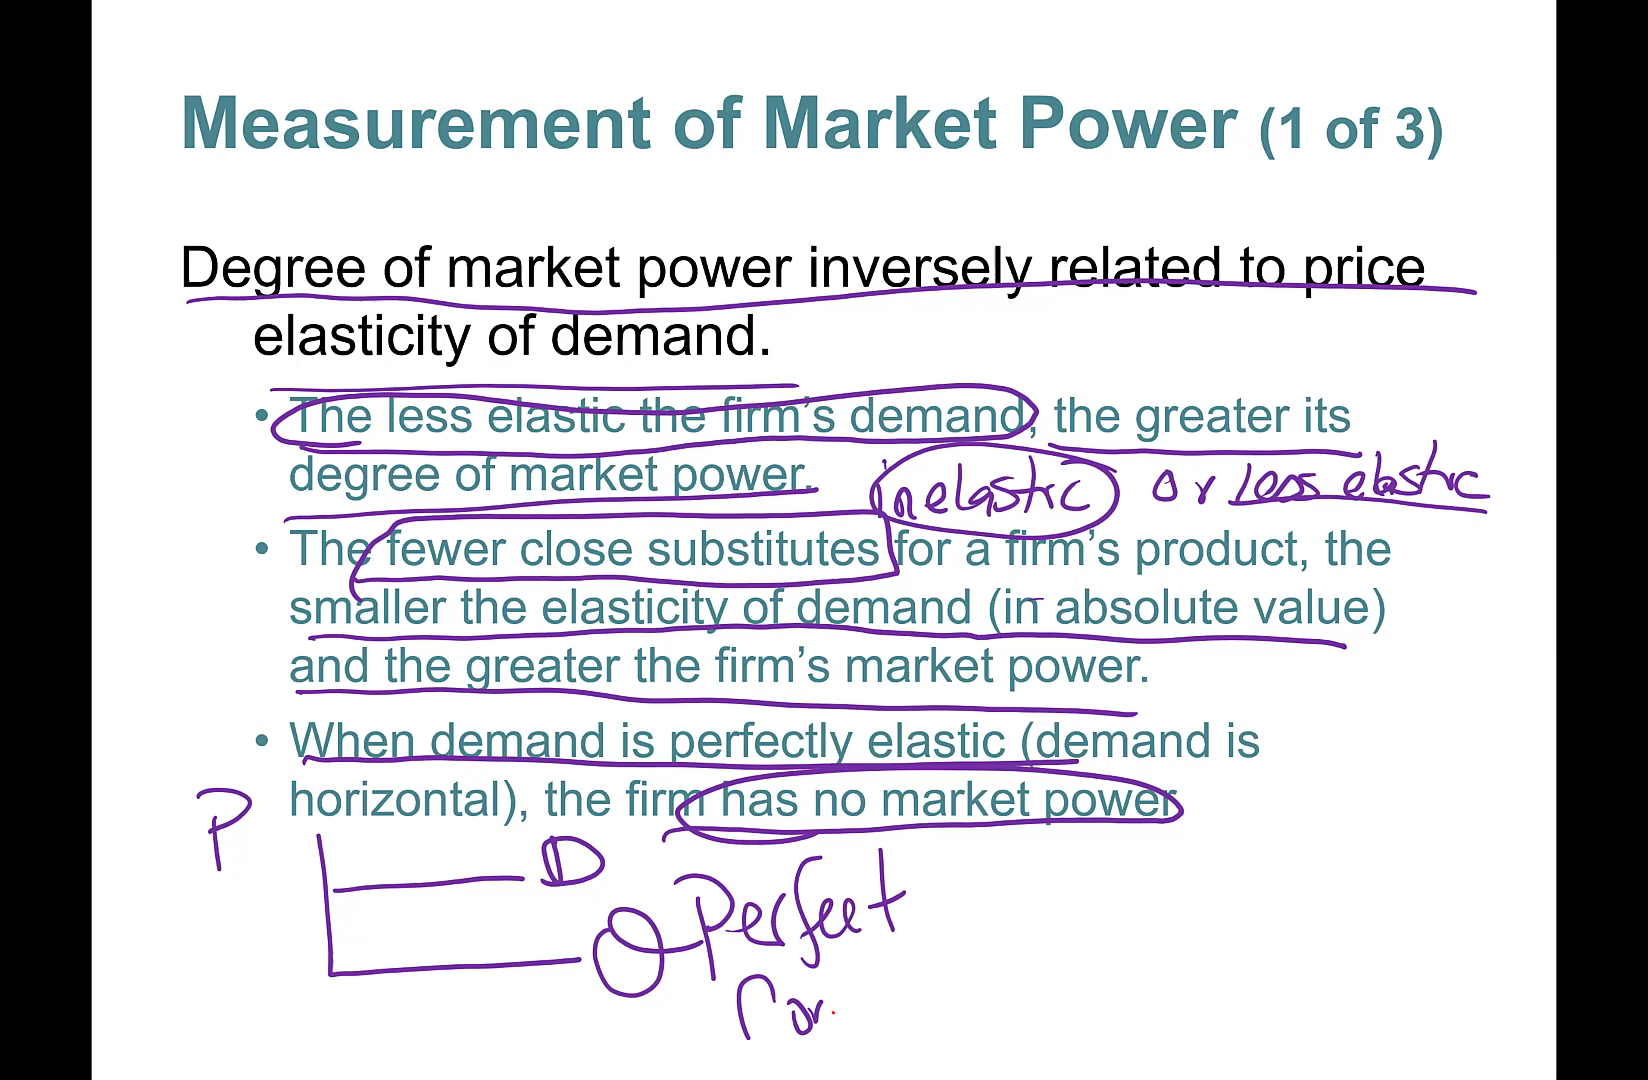 Measurement of Market Power (1 of 3)
Degree of market power inversely related to price
elasticity of demand.
• The less elastic the firm's demand, the greater its
degree of market power. inelastic or less elastic
• The fewer close substitutes for a firm's product, the
smaller the elasticity of demand (in absolute value)
and the greater the firm's market power.
• When demand is perfectly elastic (demand is
horizontal), the firm has no market power
P
D
Q Perfect